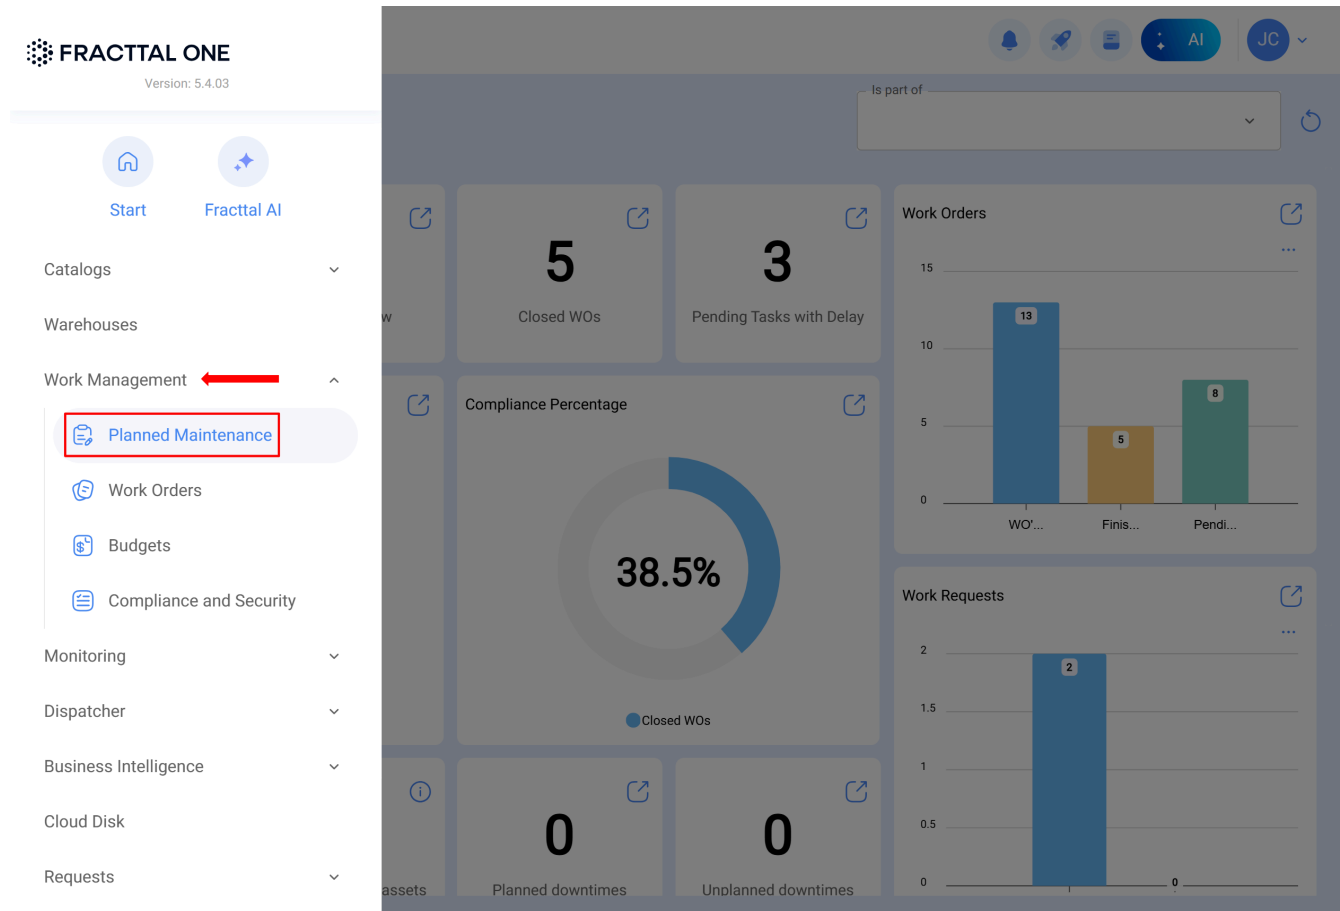 FRACTTAL ONE
Version: 5.4.03
Start
Fracttal AI
Catalogs
Warehouses
Work Management
Planned Maintenance
Work Orders
Budgets
Compliance and Security
Monitoring
Dispatcher
Business Intelligence
Cloud Disk
Requests
AI
JC
Is part of
w
5
Closed WOs
3
Pending Tasks with Delay
Work Orders
...
15
10
5
0
13
5
8
WO'...
Finis...
Pendi...
Compliance Percentage
38.5%
Closed WOs
Work Requests
...
2
1.5
1
0.5
0
2
0
assets
0
Planned downtimes
0
Unplanned downtimes